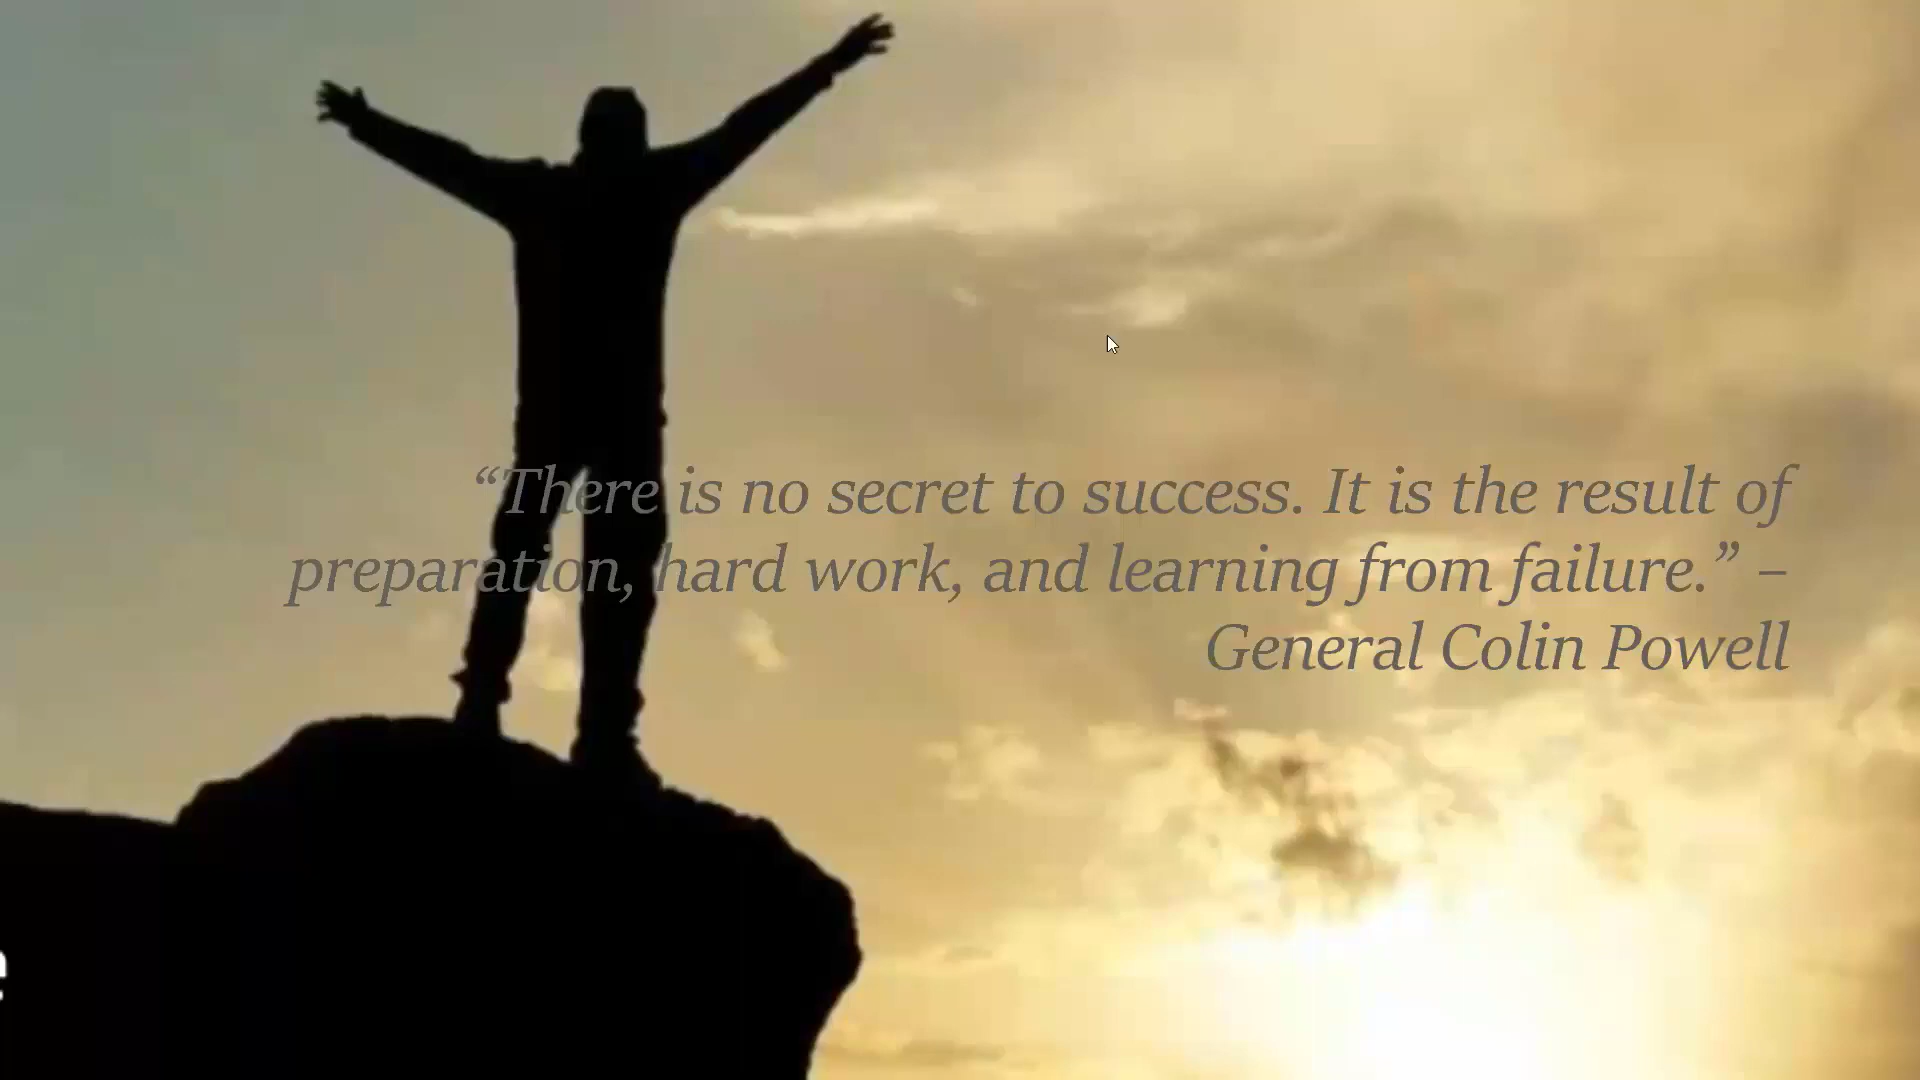 “There is no secret to success. It is the result of
preparation, hard work, and learning from failure.” –
General Colin Powell
e